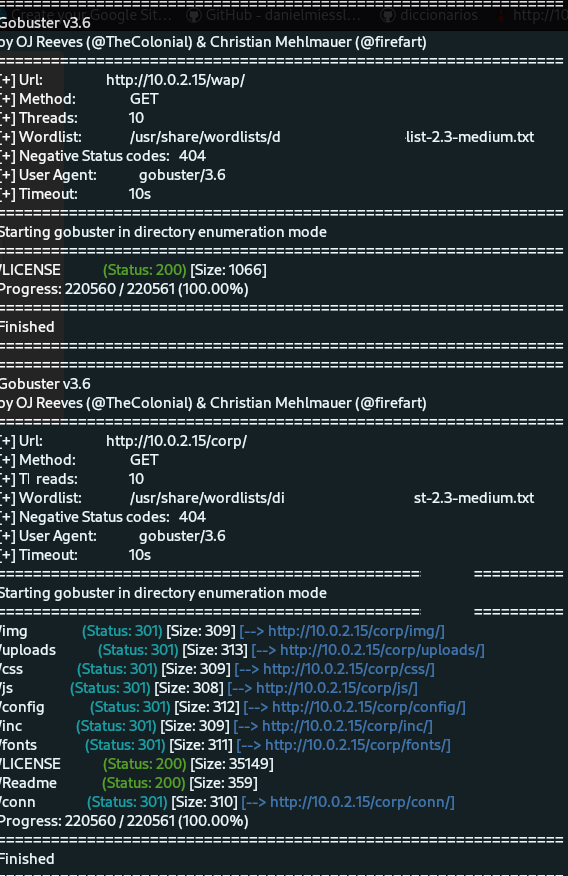 Create your Google Sit... GitHub - danielmiessl... diccionarios http://10
===============================================================
Gobuster v3.6
by OJ Reeves (@TheColonial) & Christian Mehlmauer (@firefart)
===============================================================
[+] Url: http://10.0.2.15/wap/
[+] Method: GET
[+] Threads: 10
[+] Wordlist: /usr/share/wordlists/d list-2.3-medium.txt
[+] Negative Status codes: 404
[+] User Agent: gobuster/3.6
[+] Timeout: 10s
===============================================================
Starting gobuster in directory enumeration mode
===============================================================
/LICENSE (Status: 200) [Size: 1066]
Progress: 220560 / 220561 (100.00%)
===============================================================
Finished
===============================================================
===============================================================
Gobuster v3.6
by OJ Reeves (@TheColonial) & Christian Mehlmauer (@firefart)
===============================================================
[+] Url: http://10.0.2.15/corp/
[+] Method: GET
[+] Threads: 10
[+] Wordlist: /usr/share/wordlists/di st-2.3-medium.txt
[+] Negative Status codes: 404
[+] User Agent: gobuster/3.6
[+] Timeout: 10s
=============================================== ==========
Starting gobuster in directory enumeration mode
=============================================== ==========
/img (Status: 301) [Size: 309] [--> http://10.0.2.15/corp/img/]
/uploads (Status: 301) [Size: 313] [--> http://10.0.2.15/corp/uploads/]
/css (Status: 301) [Size: 309] [--> http://10.0.2.15/corp/css/]
/js (Status: 301) [Size: 308] [--> http://10.0.2.15/corp/js/]
/config (Status: 301) [Size: 312] [--> http://10.0.2.15/corp/config/]
/inc (Status: 301) [Size: 309] [--> http://10.0.2.15/corp/inc/]
/fonts (Status: 301) [Size: 311] [--> http://10.0.2.15/corp/fonts/]
/LICENSE (Status: 200) [Size: 35149]
/Readme (Status: 200) [Size: 359]
/conn (Status: 301) [Size: 310] [--> http://10.0.2.15/corp/conn/]
Progress: 220560 / 220561 (100.00%)
===============================================================
Finished
===============================================================